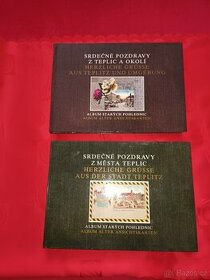 SRDEČNÉ POZDRAVY
Z TEPLIC A OKOLÍ
HERZLICHE GRÜSSE
AUS TEPLITZ UND UMGEBUNG
ALBUM STARÝCH POHLEDNIC
ALBUM ALTER ANSICHTSKARTEN
SRDEČNÉ POZDRAVY
Z MĚSTA TEPLIC
HERZLICHE GRÜSSE
AUS DER STADT TEPLITZ
ALBUM STARÝCH POHLEDNIC
ALBUM ALTER ANSICHTSKARTEN